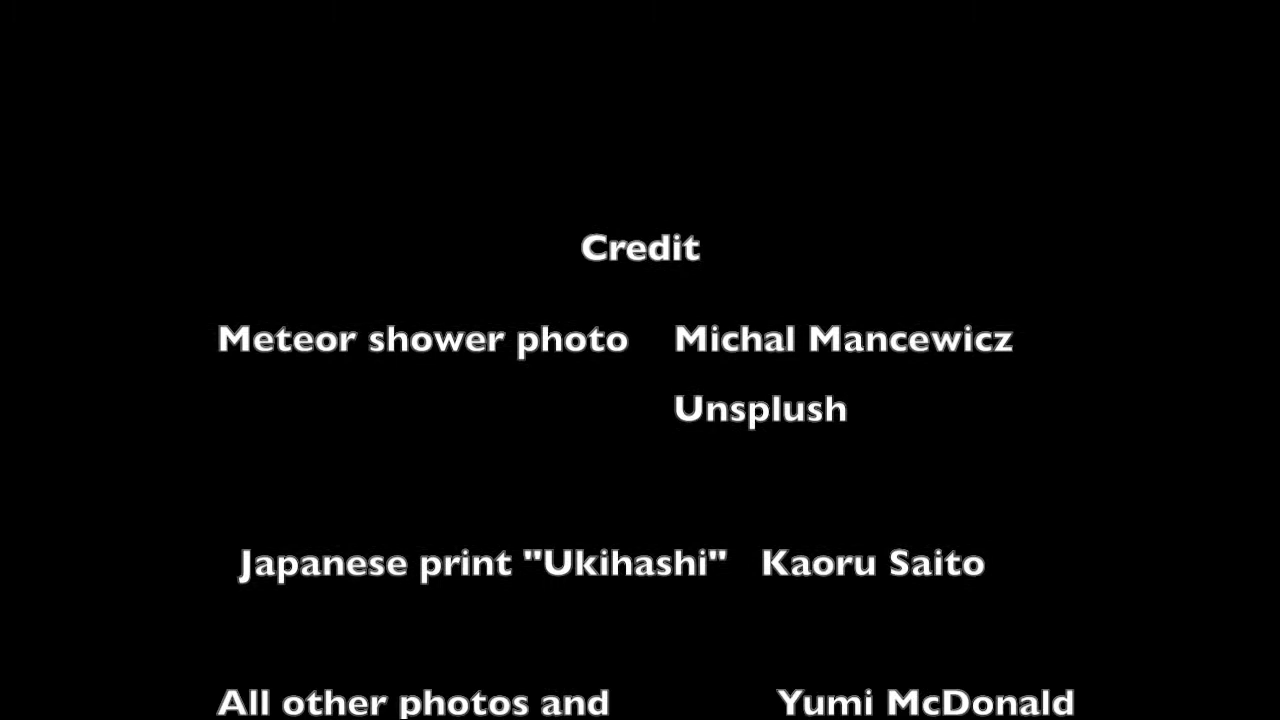 Credit
Meteor shower photo Michal Mancewicz
Unsplush
Japanese print "Ukihashi" Kaoru Saito
All other photos and Yumi McDonald